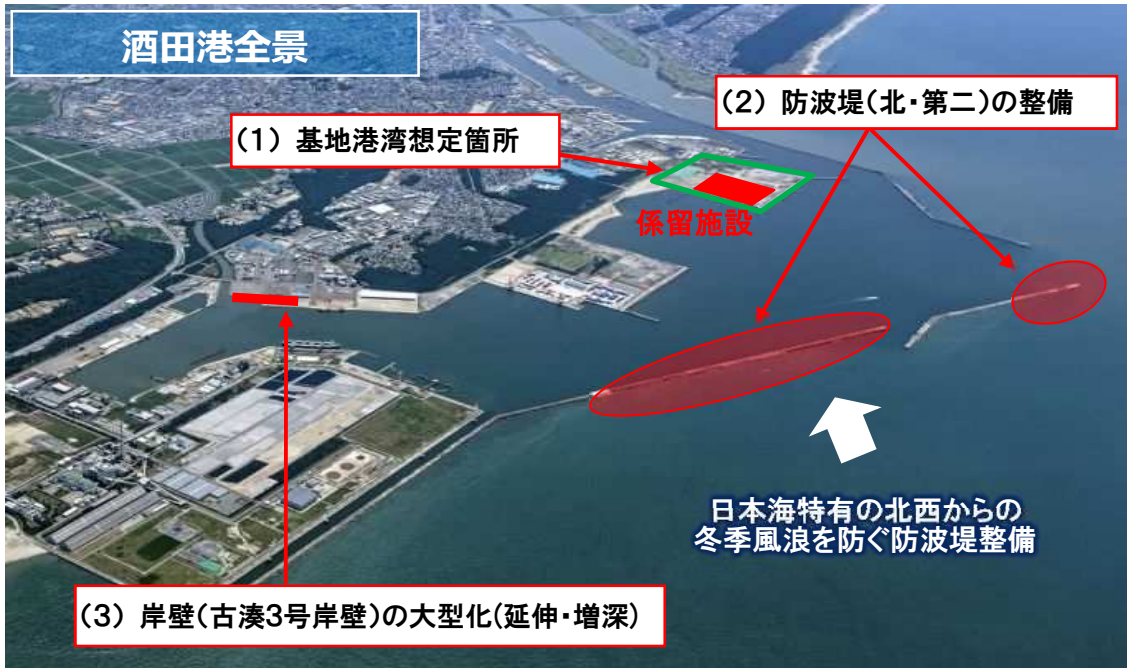 酒田港全景
(1) 基地港湾想定箇所
(2) 防波堤(北・第二)の整備
係留施設
日本海特有の北西からの
冬季風浪を防ぐ防波堤整備
(3) 岸壁(古湊3号岸壁)の大型化(延伸・増深)